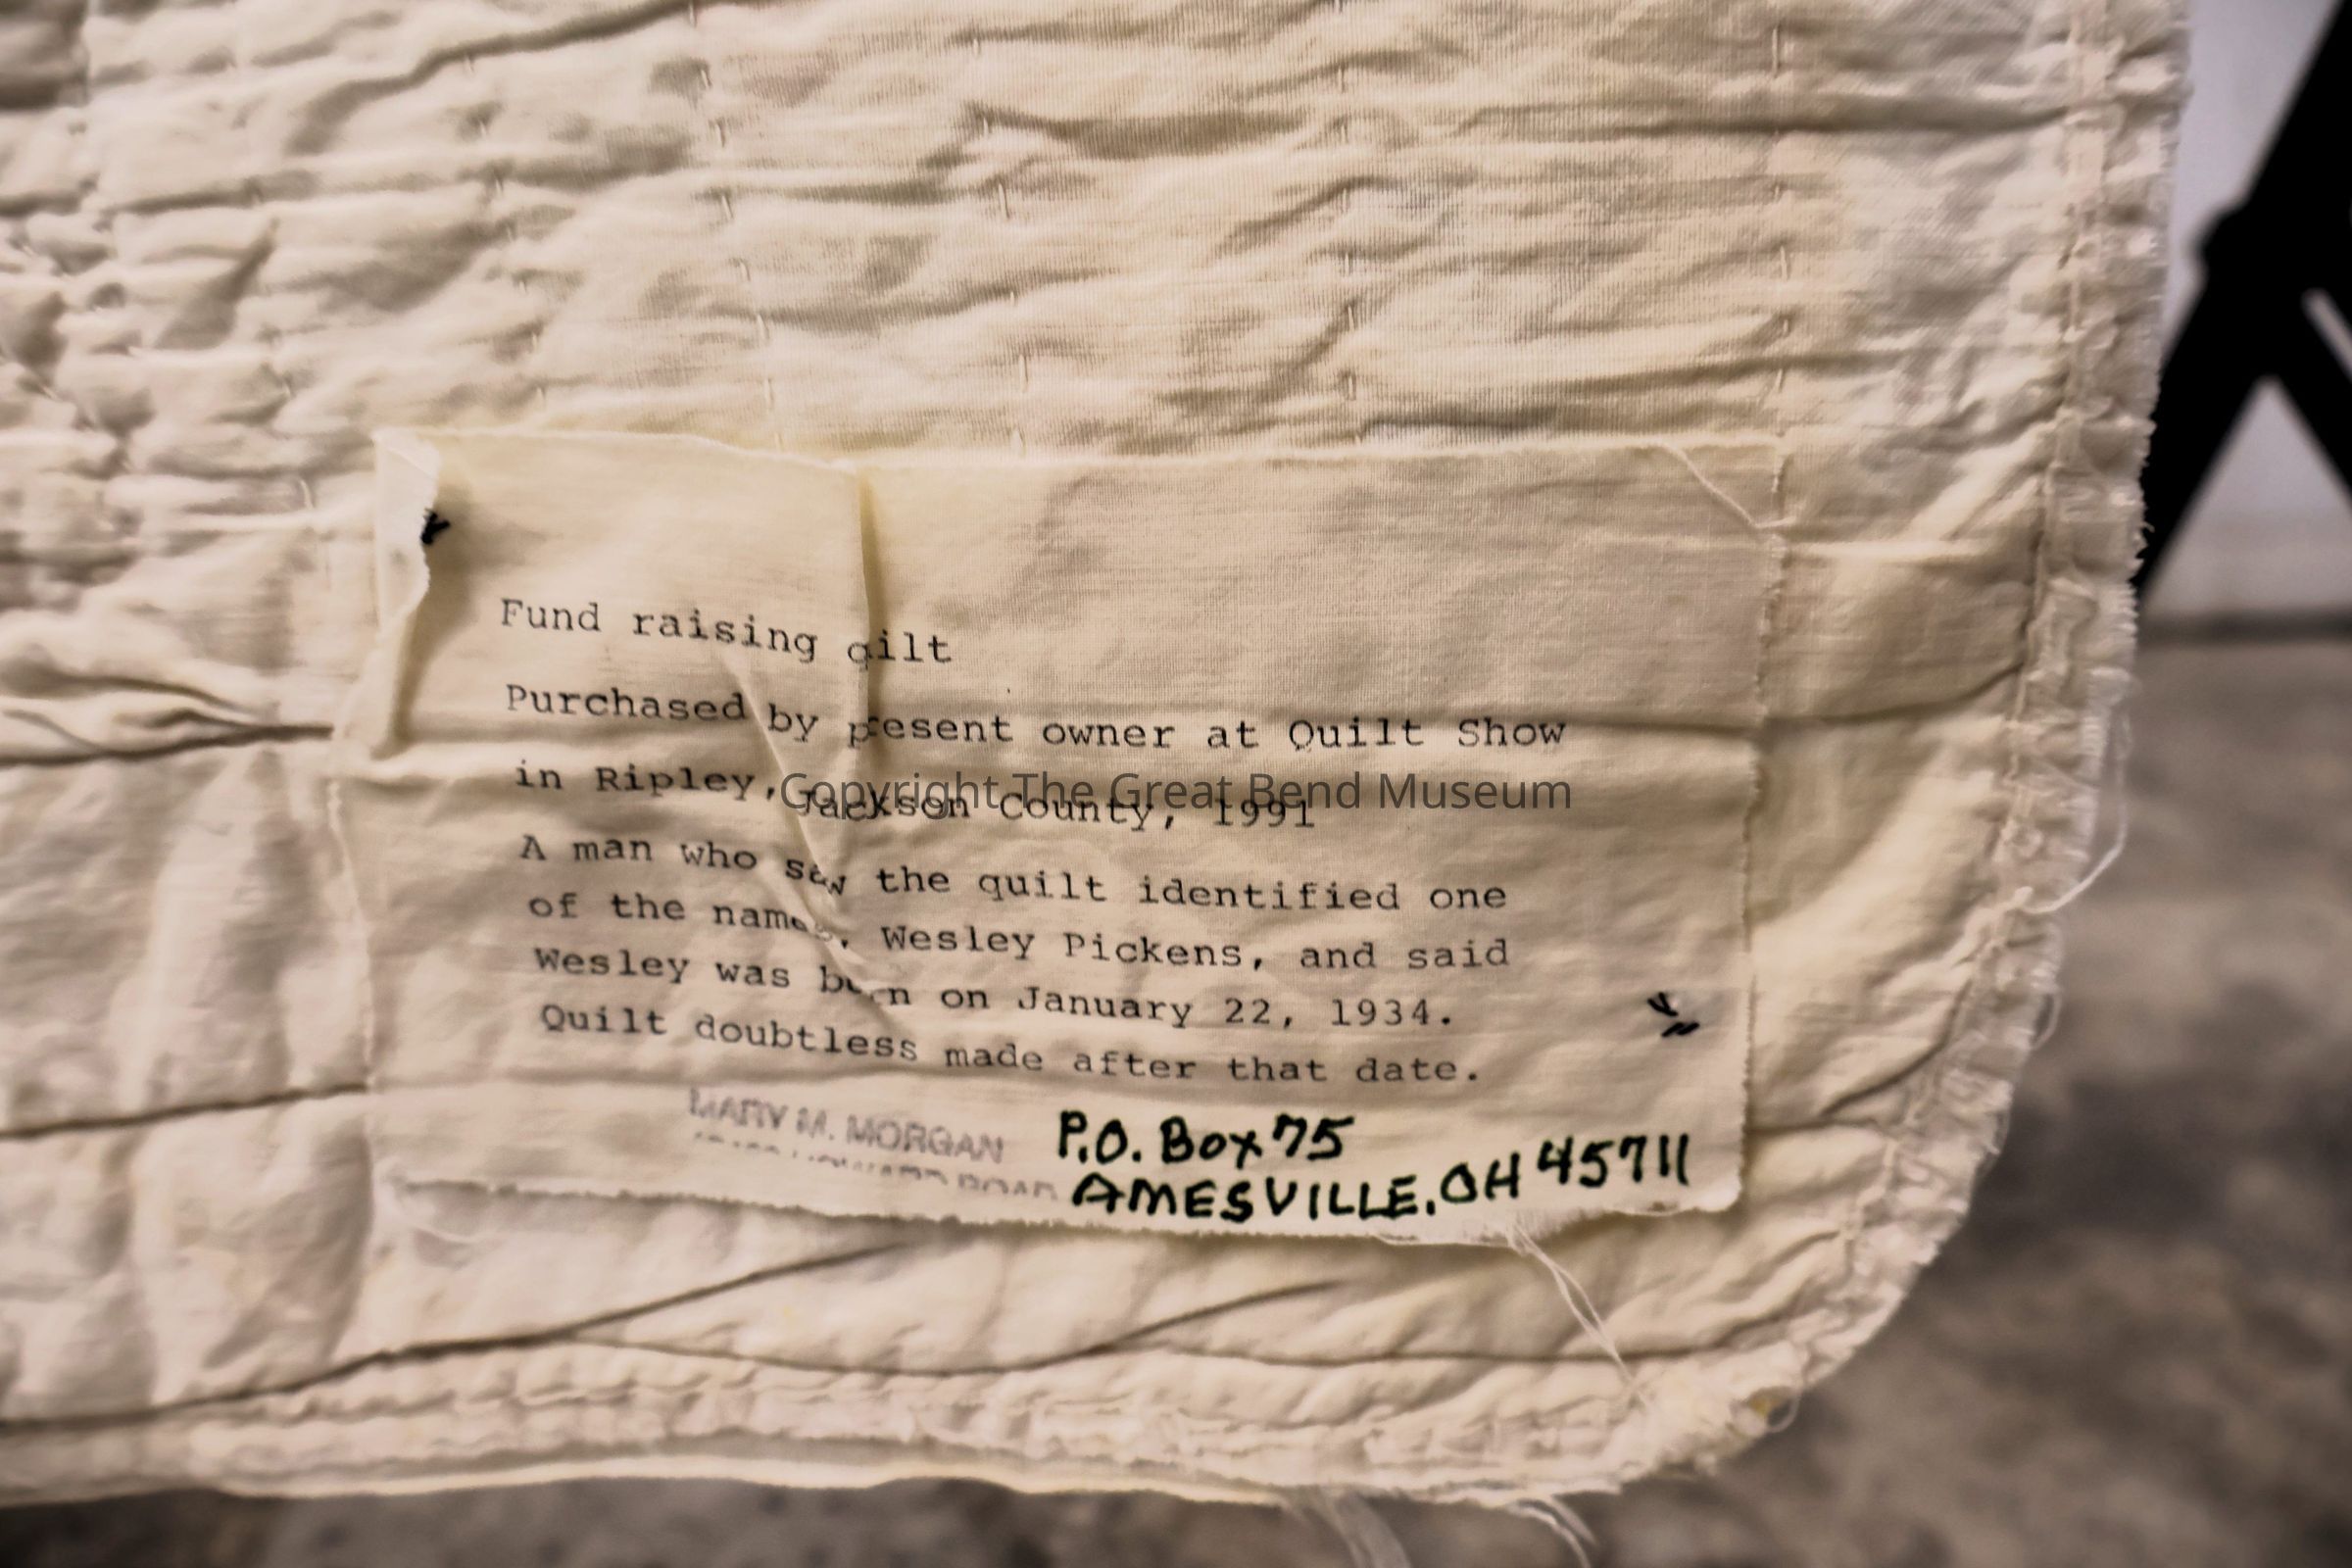 Fund raising qilt
Purchased by present owner at Quilt Show
in Ripley, Jackson County, 1991
Copyright The Great Bend Museum
A man who saw the quilt identified one
of the names, Wesley Pickens, and said
Wesley was born on January 22, 1934.
Quilt doubtless made after that date.
MARY M. MORGAN
P.O. Box 75
HOWARD ROAD
AMESVILLE, OH 45711